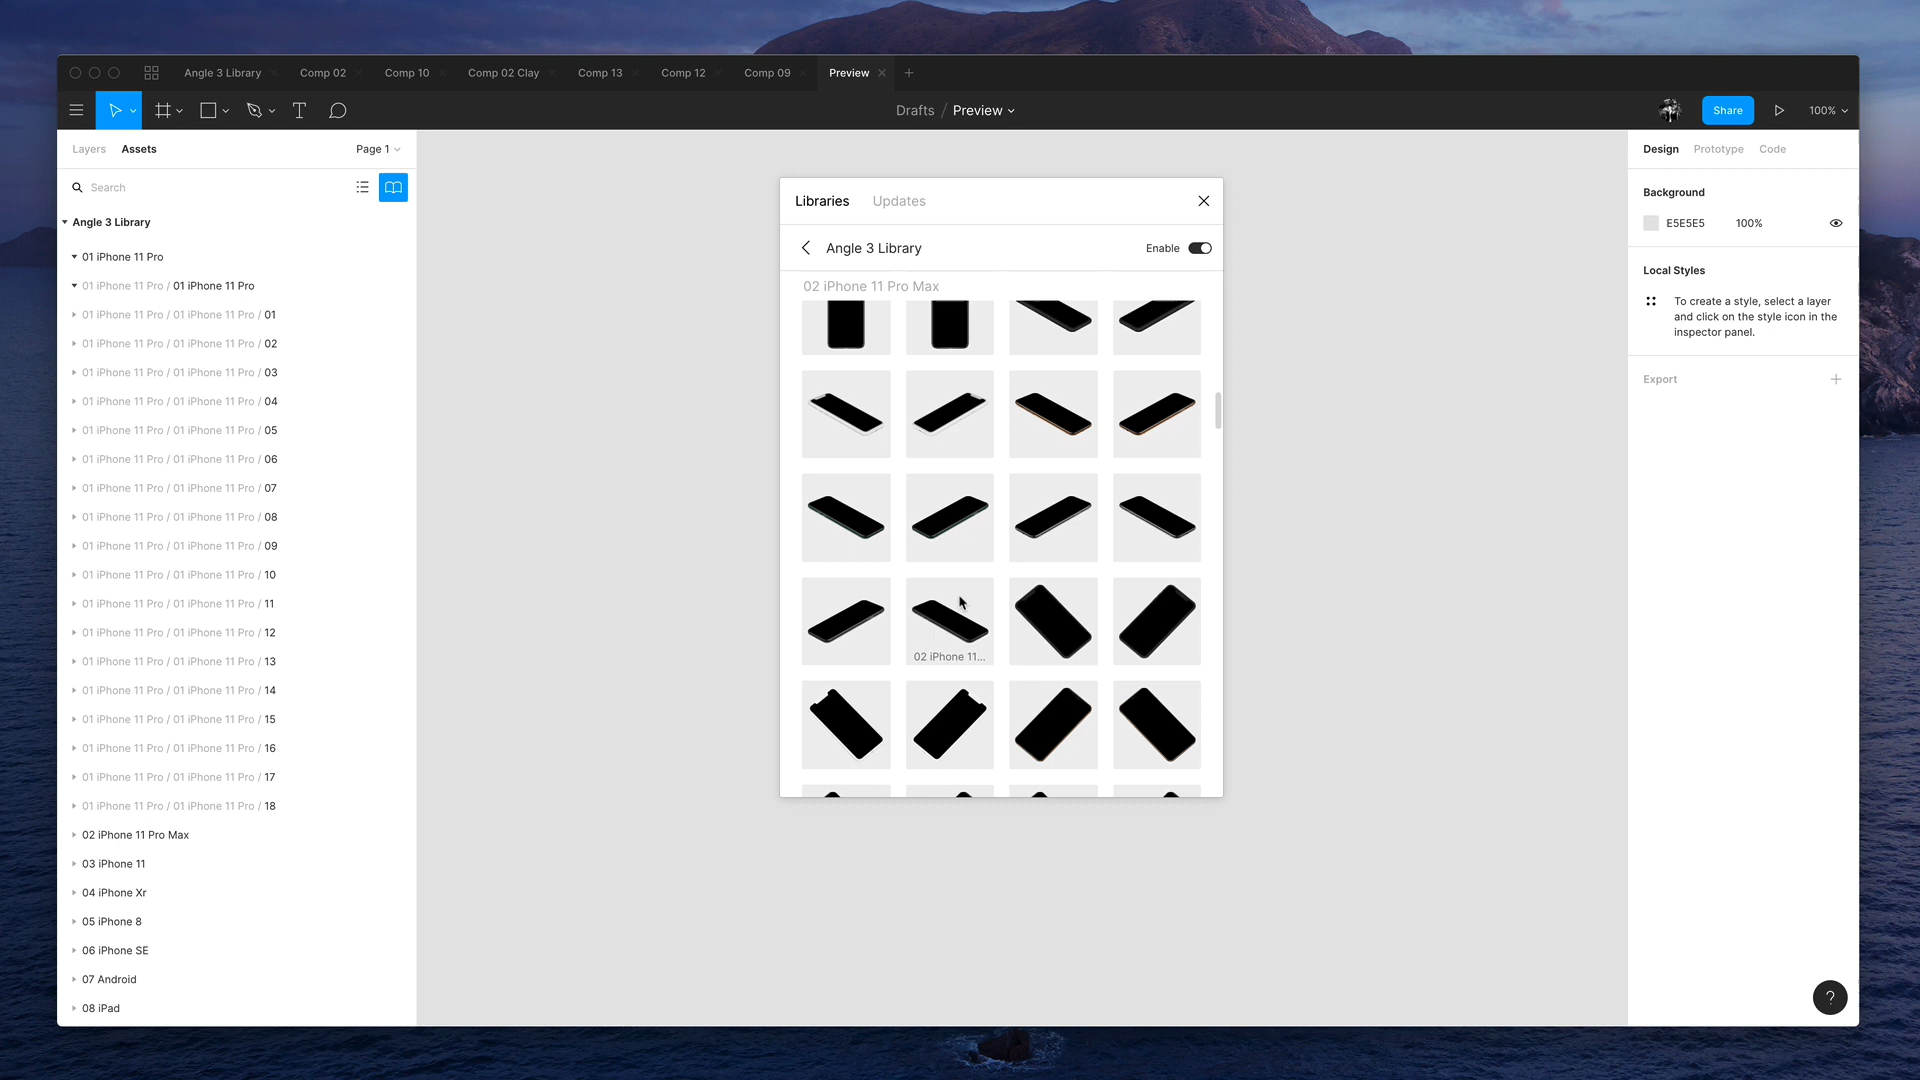 Angle 3 Library
Comp 02
Comp 10
Comp 02 Clay
Comp 13
Comp 12
Comp 09
Preview
T
Drafts / Preview
Share
100%
Layers
Assets
Page 1
Search
Angle 3 Library
01 iPhone 11 Pro
01 iPhone 11 Pro / 01 iPhone 11 Pro
01 iPhone 11 Pro / 01 iPhone 11 Pro / 01
01 iPhone 11 Pro / 01 iPhone 11 Pro / 02
01 iPhone 11 Pro / 01 iPhone 11 Pro / 03
01 iPhone 11 Pro / 01 iPhone 11 Pro / 04
01 iPhone 11 Pro / 01 iPhone 11 Pro / 05
01 iPhone 11 Pro / 01 iPhone 11 Pro / 06
01 iPhone 11 Pro / 01 iPhone 11 Pro / 07
01 iPhone 11 Pro / 01 iPhone 11 Pro / 08
01 iPhone 11 Pro / 01 iPhone 11 Pro / 09
01 iPhone 11 Pro / 01 iPhone 11 Pro / 10
01 iPhone 11 Pro / 01 iPhone 11 Pro / 11
01 iPhone 11 Pro / 01 iPhone 11 Pro / 12
01 iPhone 11 Pro / 01 iPhone 11 Pro / 13
01 iPhone 11 Pro / 01 iPhone 11 Pro / 14
01 iPhone 11 Pro / 01 iPhone 11 Pro / 15
01 iPhone 11 Pro / 01 iPhone 11 Pro / 16
01 iPhone 11 Pro / 01 iPhone 11 Pro / 17
01 iPhone 11 Pro / 01 iPhone 11 Pro / 18
02 iPhone 11 Pro Max
03 iPhone 11
04 iPhone Xr
05 iPhone 8
06 iPhone SE
07 Android
08 iPad
Libraries
Updates
Angle 3 Library
Enable
02 iPhone 11 Pro Max
02 iPhone 11...
Design
Prototype
Code
Background
E5E5E5
100%
Local Styles
To create a style, select a layer
and click on the style icon in the
inspector panel.
Export
?